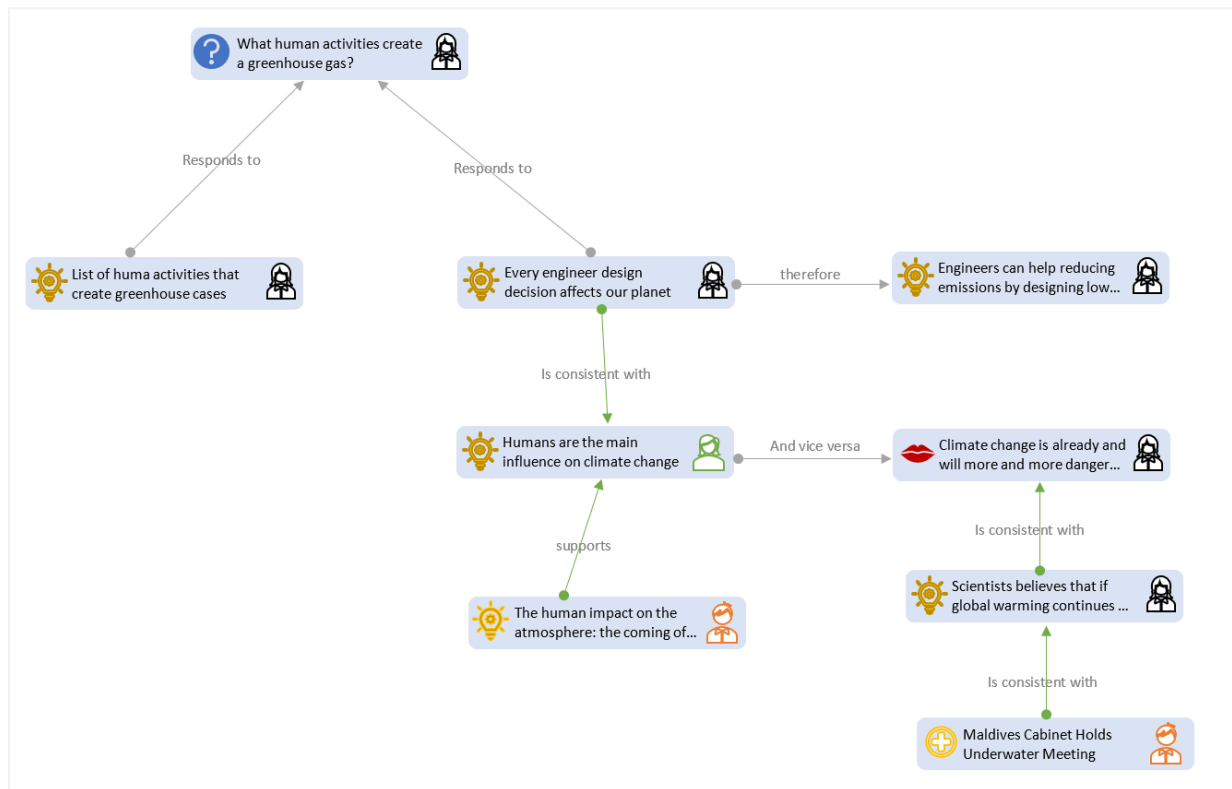 What human activities create
a greenhouse gas?
Responds to
Responds to
List of huma activities that
create greenhouse cases
Every engineer design
decision affects our planet
therefore
Engineers can help reducing
emissions by designing low...
Is consistent with
Humans are the main
influence on climate change
And vice versa
Climate change is already and
will more and more danger...
supports
Is consistent with
The human impact on the
atmosphere: the coming of...
Scientists believes that if
global warming continues ...
Is consistent with
Maldives Cabinet Holds
Underwater Meeting